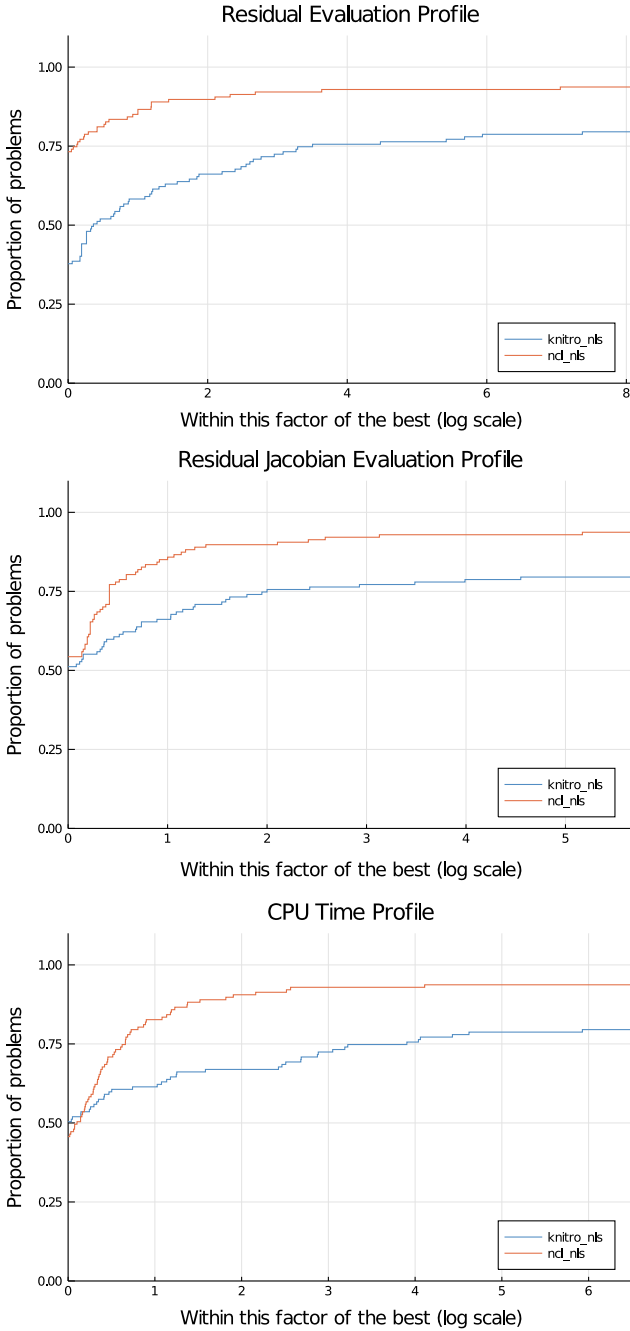 Residual Evaluation Profile
1.00
0.75
0.50
0.25
0.00
Proportion of problems
knitro_nls
ncl_nls
0 2 4 6 8
Within this factor of the best (log scale)
Residual Jacobian Evaluation Profile
1.00
0.75
0.50
0.25
0.00
Proportion of problems
knitro_nls
ncl_nls
0 1 2 3 4 5
Within this factor of the best (log scale)
CPU Time Profile
1.00
0.75
0.50
0.25
0.00
Proportion of problems
knitro_nls
ncl_nls
0 1 2 3 4 5 6
Within this factor of the best (log scale)